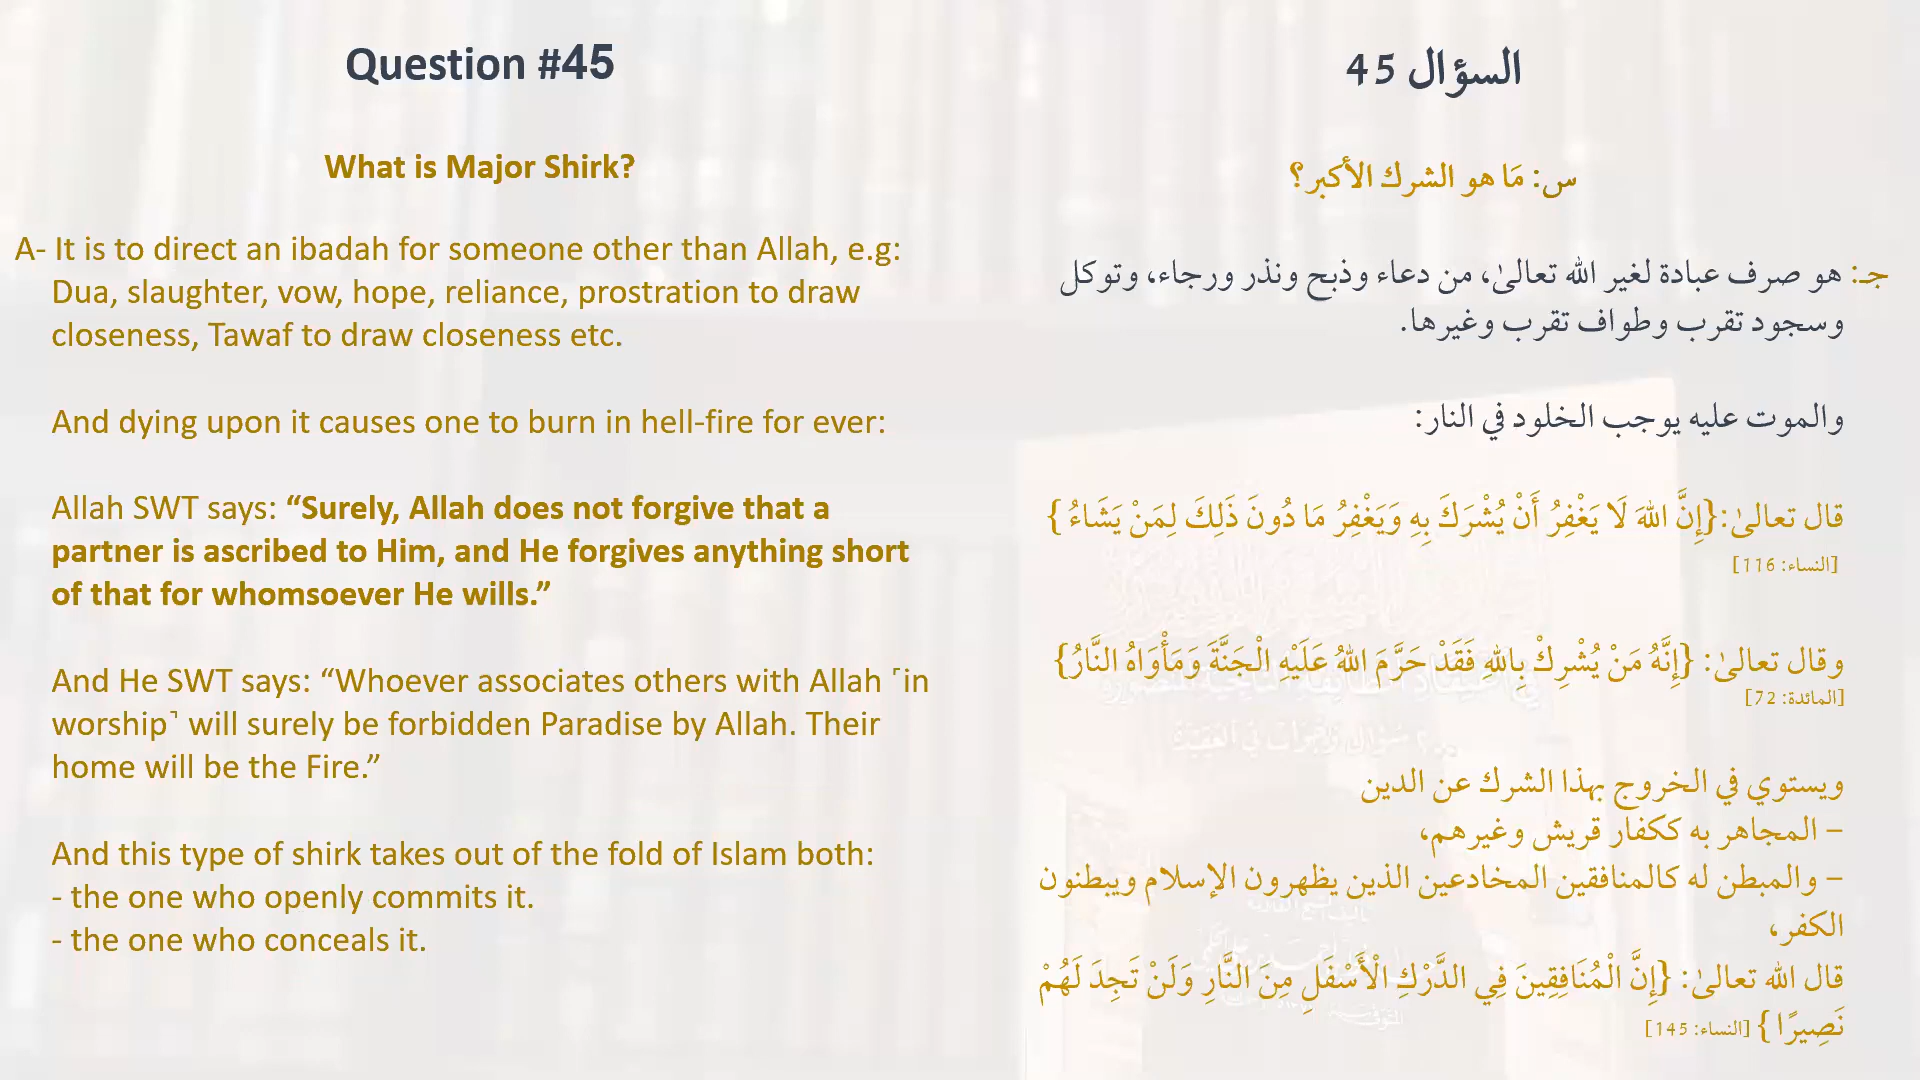 Question #45
What is Major Shirk?
A- It is to direct an ibadah for someone other than Allah, e.g:
Dua, slaughter, vow, hope, reliance, prostration to draw
closeness, Tawaf to draw closeness etc.
And dying upon it causes one to burn in hell-fire for ever:
Allah SWT says: “Surely, Allah does not forgive that a
partner is ascribed to Him, and He forgives anything short
of that for whomsoever He wills.”
And He SWT says: “Whoever associates others with Allah ˹in
worship˺ will surely be forbidden Paradise by Allah. Their
home will be the Fire.”
And this type of shirk takes out of the fold of Islam both:
- the one who openly commits it.
- the one who conceals it.
السؤال 45
س: مَا هو الشرك الأكبر؟
جـ: هو صرف عبادة لغير الله تعالىٰ، من دعاء وذبح ونذر ورجاء، وتوكل
وسجود تقرب وطواف تقرب وغيرها.
والموت عليه يوجب الخلود في النار:
قال تعالىٰ:{إِنَّ اللهَ لَا يَغْفِرُ أَنْ يُشْرَكَ بِهِ وَيَغْفِرُ مَا دُونَ ذَلِكَ لِمَنْ يَشَاءُ }
[النساء: 116]
وقال تعالىٰ: {إِنَّهُ مَنْ يُشْرِكْ بِاللهِ فَقَدْ حَرَّمَ اللهُ عَلَيْهِ الْجَنَّةَ وَمَأْوَاهُ النَّارُ}
[المائدة: 72]
ويستوي في الخروج بهذا الشرك عن الدين
– المجاهر به ككفار قريش وغيرهم،
– والمبطن له كالمنافقين المخادعين الذين يظهرون الإسلام ويبطنون
الكفر،
قال الله تعالىٰ: {إِنَّ الْمُنَافِقِينَ فِي الدَّرْكِ الْأَسْفَلِ مِنَ النَّارِ وَلَنْ تَجِدَ لَهُمْ
نَصِيرًا } [النساء: 145]